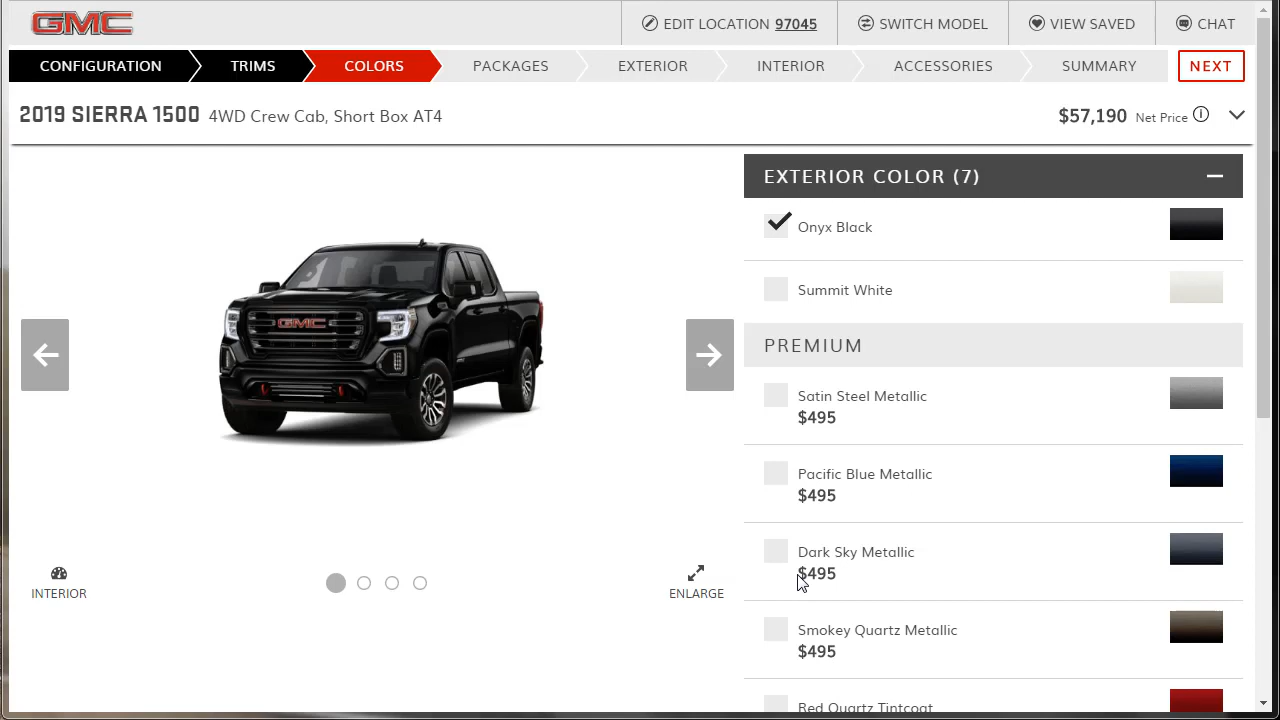 GMC
EDIT LOCATION 97045
SWITCH MODEL
VIEW SAVED
CHAT
CONFIGURATION
TRIMS
COLORS
PACKAGES
EXTERIOR
INTERIOR
ACCESSORIES
SUMMARY
NEXT
2019 SIERRA 1500 4WD Crew Cab, Short Box AT4
$57,190 Net Price
EXTERIOR COLOR (7)
Onyx Black
Summit White
PREMIUM
Satin Steel Metallic
$495
Pacific Blue Metallic
$495
Dark Sky Metallic
$495
Smokey Quartz Metallic
$495
Red Quartz Tintcoat
GMC
INTERIOR
ENLARGE